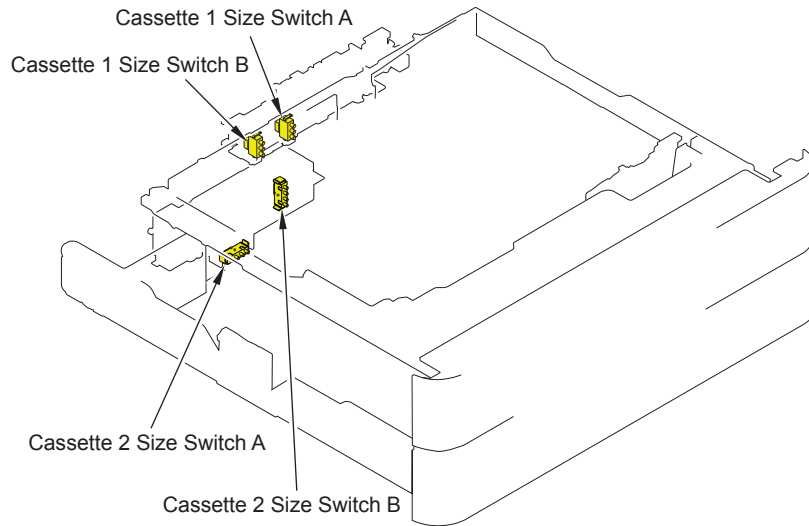 Cassette 1 Size Switch A
Cassette 1 Size Switch B
Cassette 2 Size Switch A
Cassette 2 Size Switch B